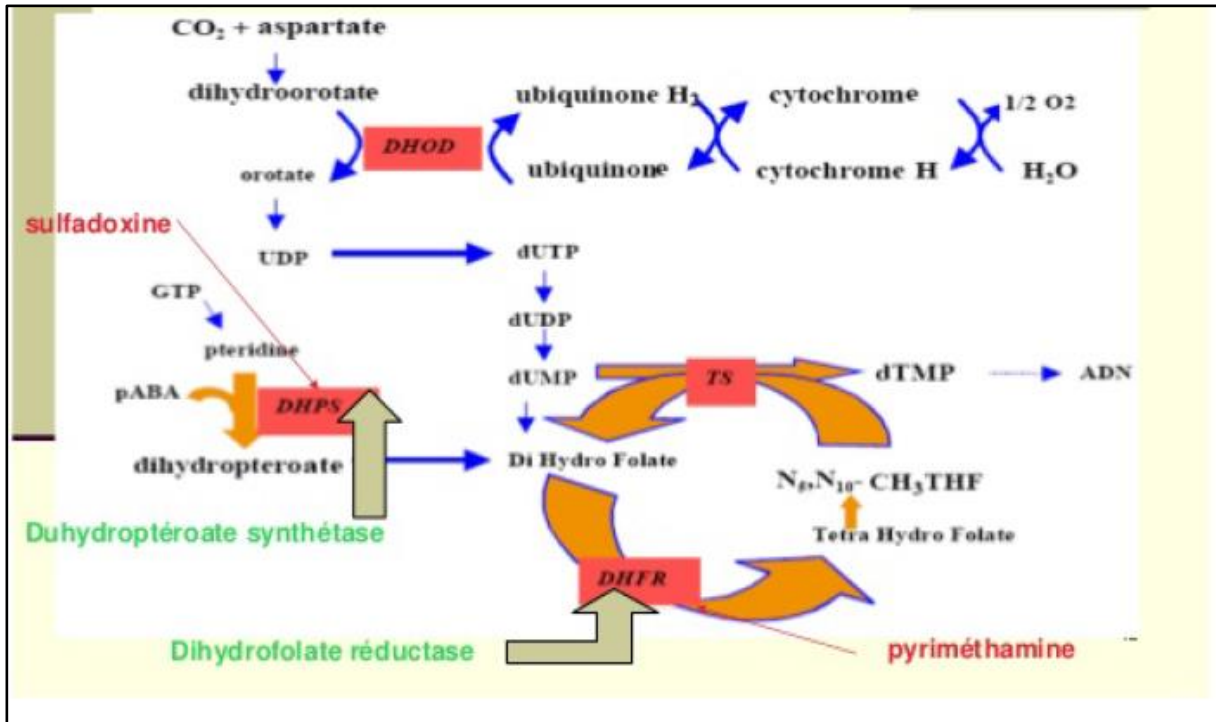 CO₂ + aspartate
dihydroorotate
ubiquinone H₂
cytochrome
1/2 O2
DHOD
orotate
ubiquinone
cytochrome H
H₂O
sulfadoxine
UDP
dUTP
GTP
dUDP
pteridine
pABA
DHPS
dUMP
TS
dTMP
ADN
dihydropteroate
Di Hydro Folate
N₅,N₁₀- CH₃THF
Duhydroptéroate synthétase
Tetra Hydro Folate
DHFR
Dihydrofolate réductase
pyriméthamine